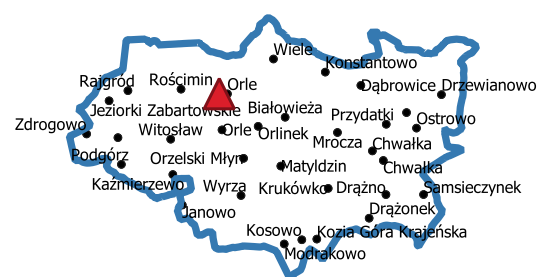 Wiele
Konstantowo
Rajgród
Rościmin
Orle
Dąbrowice
Drzewianowo
Jeziorki Zabartowskie
Białowieża
Przydatki
Ostrowo
Zdrogowo
Witosław
Orle
Orlinek
Mrocza
Chwałka
Podgórz
Orzelski Młyn
Matyldzin
Chwałka
Kaźmierzewo
Wyrza
Krukówko
Drążno
Samsieczynek
Janowo
Drążonek
Kosowo
Kozia Góra Krajeńska
Modrakowo